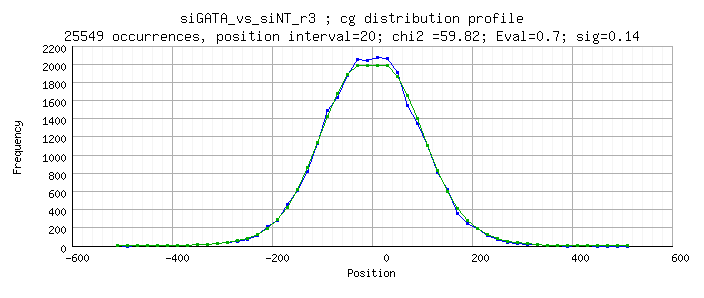 siGATA_vs_siNT_r3 ; cg distribution profile
25549 occurrences, position interval=20; chi2 =59.82; Eval=0.7; sig=0.14
2200
2000
1800
1600
1400
1200
1000
800
600
400
200
0
Frequency
-600 -400 -200 0 200 400 600
Position